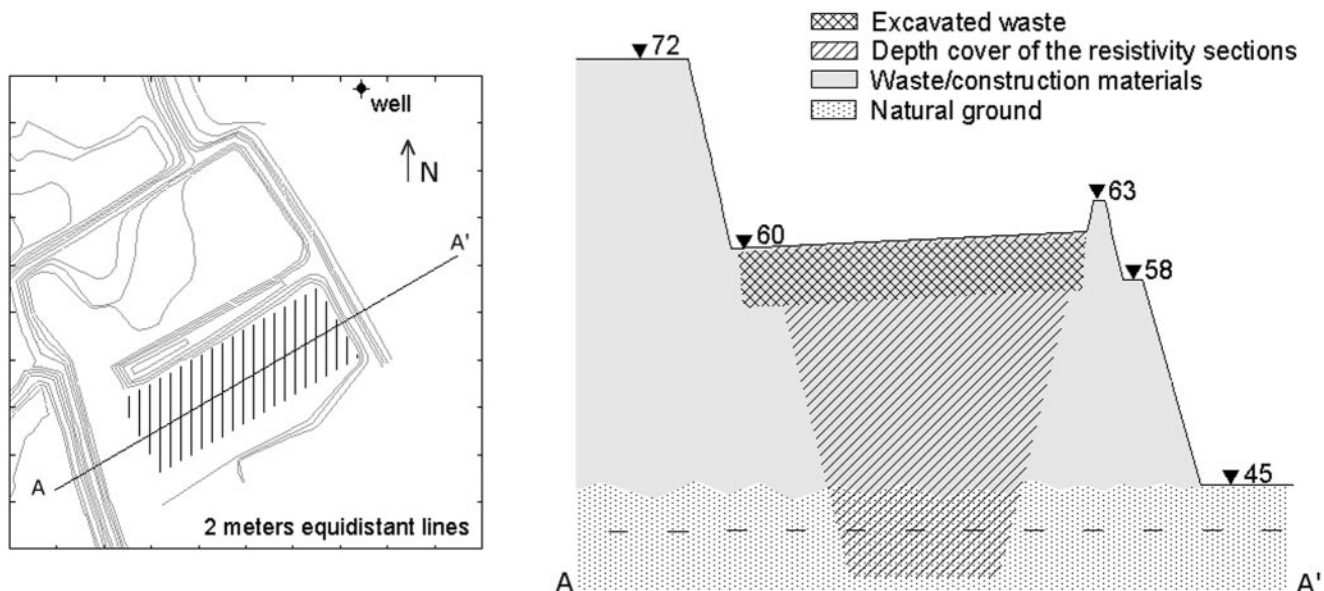 well
N
A'
A
2 meters equidistant lines
Excavated waste
Depth cover of the resistivity sections
Waste/construction materials
Natural ground
72
60
63
58
45
A
A'